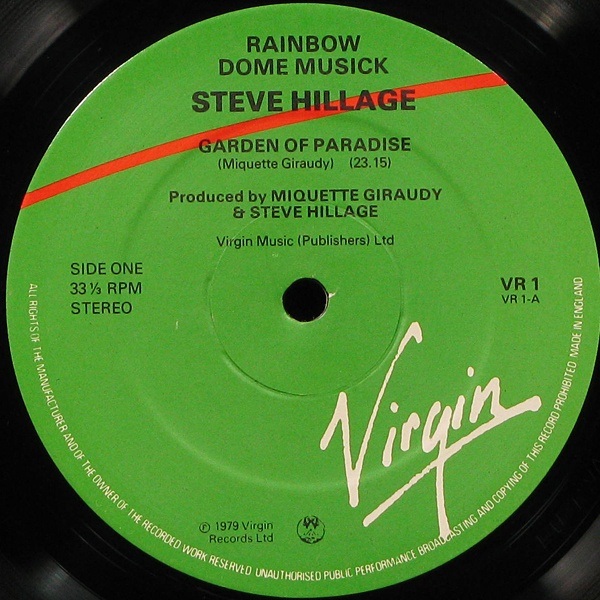 RAINBOW
DOME MUSICK
STEVE HILLAGE
GARDEN OF PARADISE
(Miquette Giraudy) (23.15)
Produced by MIQUETTE GIRAUDY
& STEVE HILLAGE
Virgin Music (Publishers) Ltd
SIDE ONE
33⅓ RPM
STEREO
VR 1
VR 1-A
Virgin
℗ 1979 Virgin
Records Ltd
ALL RIGHTS OF THE MANUFACTURER AND OF THE OWNER OF THE RECORDED WORK RESERVED UNAUTHORISED PUBLIC PERFORMANCE BROADCASTING AND COPYING OF THIS RECORD PROHIBITED MADE IN ENGLAND